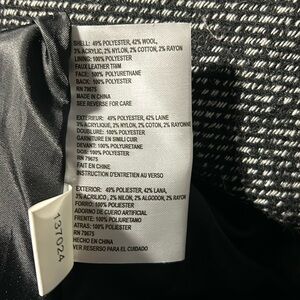 SHELL: 49% POLYESTER, 42% WOOL,
3% ACRYLIC, 2% NYLON, 2% COTTON, 2% RAYON
LINING: 100% POLYESTER
FAUX LEATHER TRIM
FACE: 100% POLYURETHANE
BACK: 100% POLYESTER
RN 79675
MADE IN CHINA
SEE REVERSE FOR CARE
EXTERIEUR: 49% POLYESTER, 42% LAINE
3% ACRYLIQUE, 2% NYLON, 2% COTON, 2% RAYONNE
DOUBLURE: 100% POLYESTER
GARNITURE EN SIMILI CUIR
DEVANT: 100% POLYURETHANE
DOS: 100% POLYESTER
RN 79675
FAIT EN CHINE
INSTRUCTION D'ENTRETIEN AU VERSO
EXTERIOR: 49% POLIESTER, 42% LANA,
3% ACRILICO, 2% NILON, 2% ALGODON, 2% RAYON
FORRO: 100% POLIESTER
ADORNO DE CUERO ARTIFICIAL
FRENTE: 100% POLIURETANO
ATRAS: 100% POLIESTER
RN 79675
HECHO EN CHINA
VER RESERSO PARA EL CUIDADO
137024